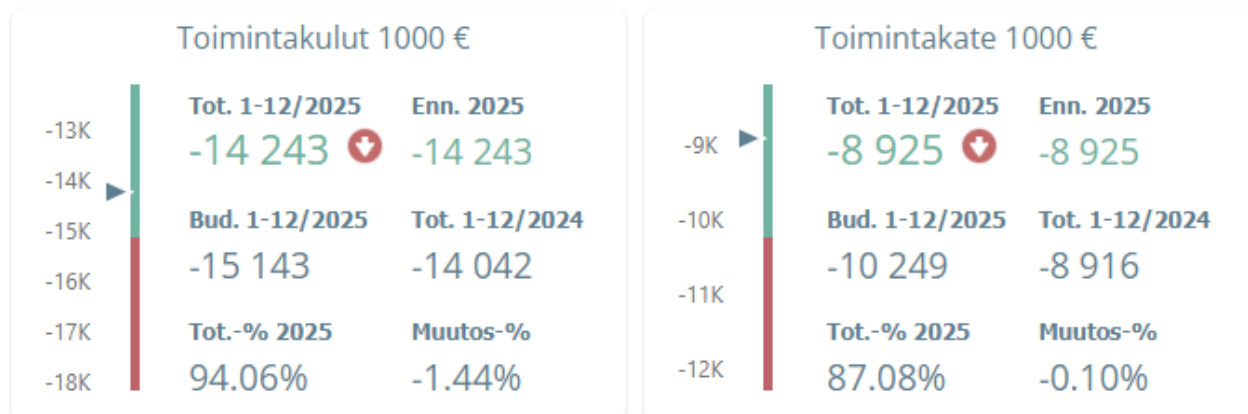 Toimintakulut 1000 €
-13K
-14K
-15K
-16K
-17K
-18K
Tot. 1-12/2025 Enn. 2025
-14 243 -14 243
Bud. 1-12/2025 Tot. 1-12/2024
-15 143 -14 042
Tot.-% 2025 Muutos-%
94.06% -1.44%
Toimintakate 1000 €
-9K
-10K
-11K
-12K
Tot. 1-12/2025 Enn. 2025
-8 925 -8 925
Bud. 1-12/2025 Tot. 1-12/2024
-10 249 -8 916
Tot.-% 2025 Muutos-%
87.08% -0.10%